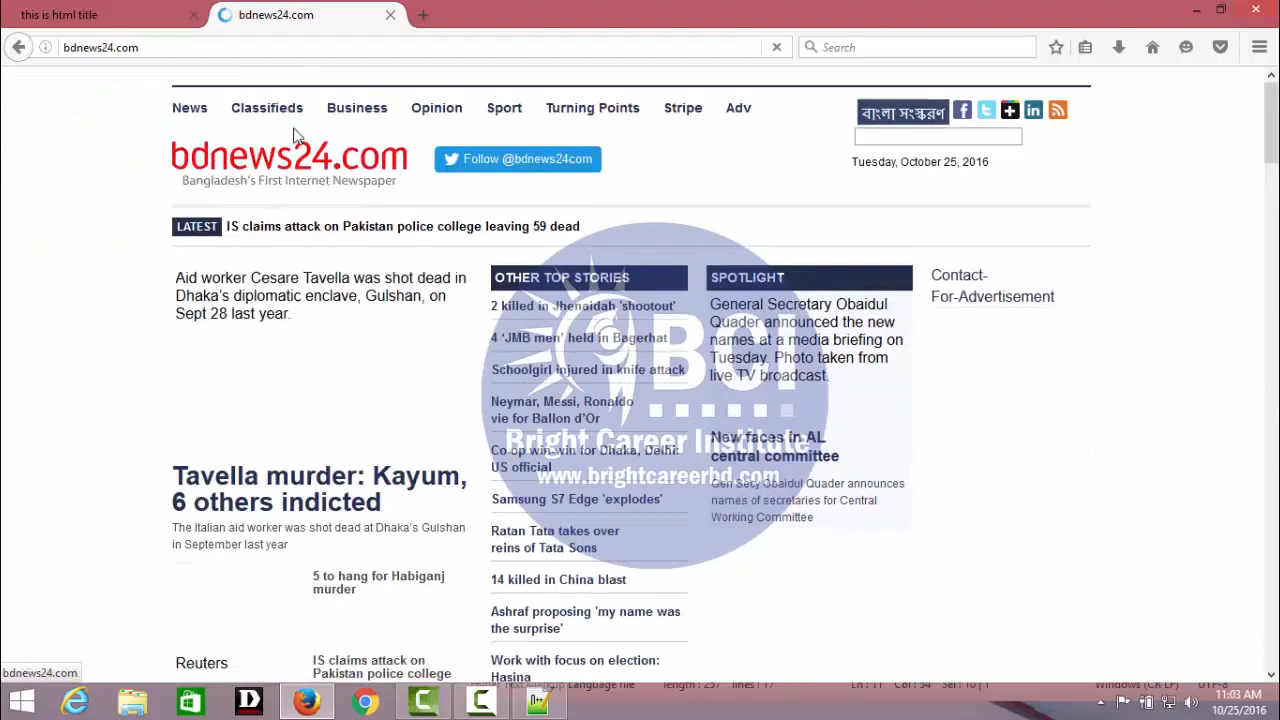 this is html title
bdnews24.com
bdnews24.com
Search
News Classifieds Business Opinion Sport Turning Points Stripe Adv
বাংলা সংস্করণ
bdnews24.com
Bangladesh's First Internet Newspaper
Follow @bdnews24com
Tuesday, October 25, 2016
LATEST IS claims attack on Pakistan police college leaving 59 dead
Aid worker Cesare Tavella was shot dead in
Dhaka's diplomatic enclave, Gulshan, on
Sept 28 last year.
Tavella murder: Kayum,
6 others indicted
The Italian aid worker was shot dead at Dhaka's Gulshan
in September last year
5 to hang for Habiganj
murder
Reuters
IS claims attack on
Pakistan police college
OTHER TOP STORIES
2 killed in Jhenaidah 'shootout'
4 'JMB men' held in Bagerhat
Schoolgirl injured in knife attack
Neymar, Messi, Ronaldo
vie for Ballon d'Or
Co-op win-win for Dhaka, Delhi:
US official
Samsung S7 Edge 'explodes'
Ratan Tata takes over
reins of Tata Sons
14 killed in China blast
Ashraf proposing 'my name was
the surprise'
Work with focus on election:
Hasina
SPOTLIGHT
General Secretary Obaidul
Quader announced the new
names at a media briefing on
Tuesday. Photo taken from
live TV broadcast.
New faces in AL
central committee
Gen Secy Obaidul Quader announces
names of secretaries for Central
Working Committee
Contact-
For-Advertisement
BCI
Bright Career Institute
www.brightcareerbd.com
bdnews24.com
11:03 AM
10/25/2016